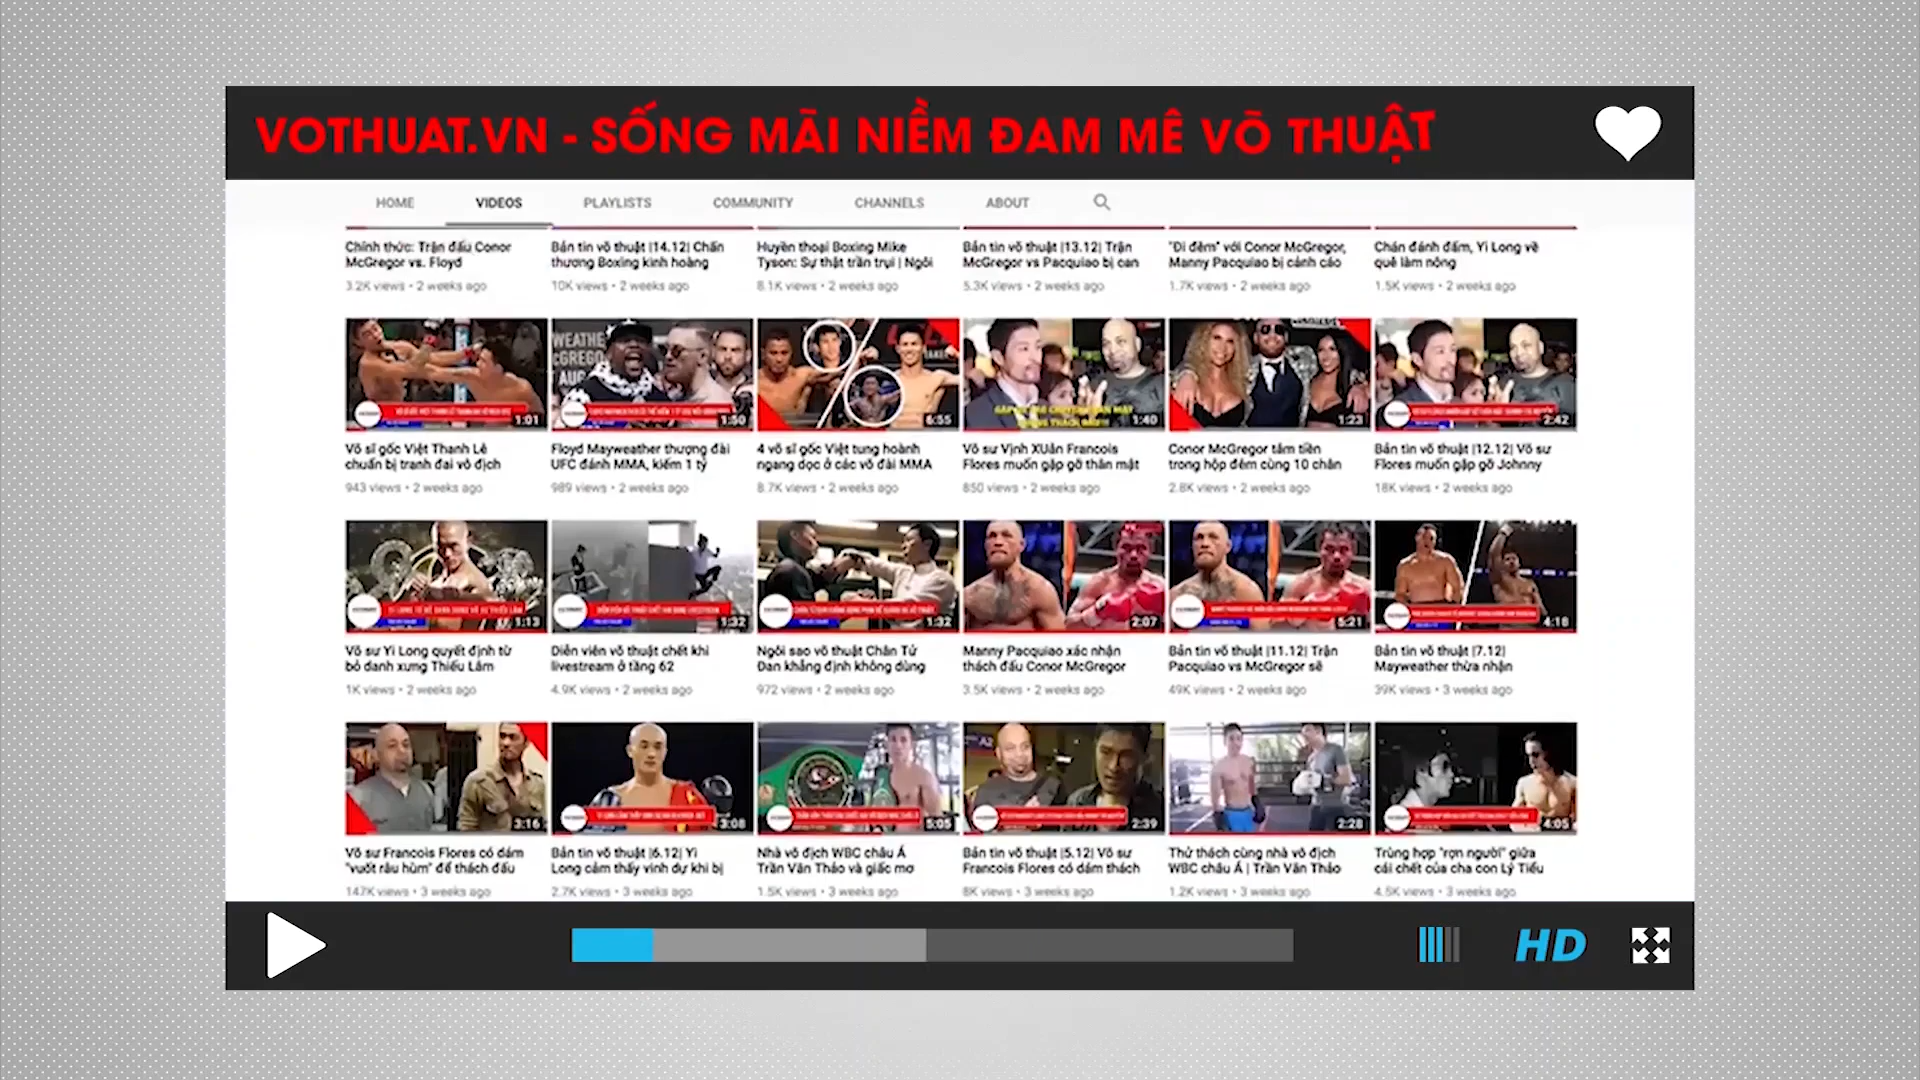 VOTHUAT.VN - SỐNG MÃI NIỀM ĐAM MÊ VÕ THUẬT
HOME VIDEOS PLAYLISTS COMMUNITY CHANNELS ABOUT
Chính thức: Trận đấu Conor
McGregor vs. Floyd
3.2K views • 2 weeks ago
Bản tin võ thuật |14.12| Chấn
thương Boxing kinh hoàng
10K views • 2 weeks ago
Huyền thoại Boxing Mike
Tyson: Sự thật trần trụi | Ngôi
8.1K views • 2 weeks ago
Bản tin võ thuật |13.12| Trận
McGregor vs Pacquiao bị can
5.3K views • 2 weeks ago
"Đi đêm" với Conor McGregor,
Manny Pacquiao bị cảnh cáo
1.7K views • 2 weeks ago
Chán đánh đấm, Yi Long về
quê làm nông
1.5K views • 2 weeks ago
1:01
Võ sĩ gốc Việt Thanh Lê
chuẩn bị tranh đai vô địch
943 views • 2 weeks ago
1:50
Floyd Mayweather thượng đài
UFC đánh MMA, kiếm 1 tỷ
989 views • 2 weeks ago
6:55
4 võ sĩ gốc Việt tung hoành
ngang dọc ở các võ đài MMA
8.7K views • 2 weeks ago
1:40
Võ sư Vịnh XUân Francois
Flores muốn gặp gỡ thân mật
850 views • 2 weeks ago
1:23
Conor McGregor tắm tiền
trong hộp đêm cùng 10 chân
2.8K views • 2 weeks ago
2:42
Bản tin võ thuật |12.12| Võ sư
Flores muốn gặp gỡ Johnny
18K views • 2 weeks ago
1:13
Võ sư Yi Long quyết định từ
bỏ danh xưng Thiếu Lâm
1K views • 2 weeks ago
1:32
Diễn viên võ thuật chết khi
livestream ở tầng 62
4.9K views • 2 weeks ago
1:32
Ngôi sao võ thuật Chân Tử
Đan khẳng định không dùng
972 views • 2 weeks ago
2:07
Manny Pacquiao xác nhận
thách đấu Conor McGregor
3.5K views • 2 weeks ago
5:21
Bản tin võ thuật |11.12| Trận
Pacquiao vs McGregor sẽ
49K views • 2 weeks ago
4:18
Bản tin võ thuật |7.12|
Mayweather thừa nhận
39K views • 3 weeks ago
3:16
Võ sư Francois Flores có dám
"vuốt râu hùm" để thách đấu
147K views • 3 weeks ago
3:08
Bản tin võ thuật |6.12| Yi
Long cảm thấy vinh dự khi bị
2.7K views • 3 weeks ago
5:05
Nhà vô địch WBC châu Á
Trần Văn Thảo và giấc mơ
1.5K views • 3 weeks ago
2:39
Bản tin võ thuật |5.12| Võ sư
Francois Flores có dám thách
8K views • 3 weeks ago
2:28
Thử thách cùng nhà vô địch
WBC châu Á | Trần Văn Thảo
1.2K views • 3 weeks ago
4:05
Trùng hợp "rợn người" giữa
cái chết của cha con Lý Tiểu
4.5K views • 3 weeks ago
HD